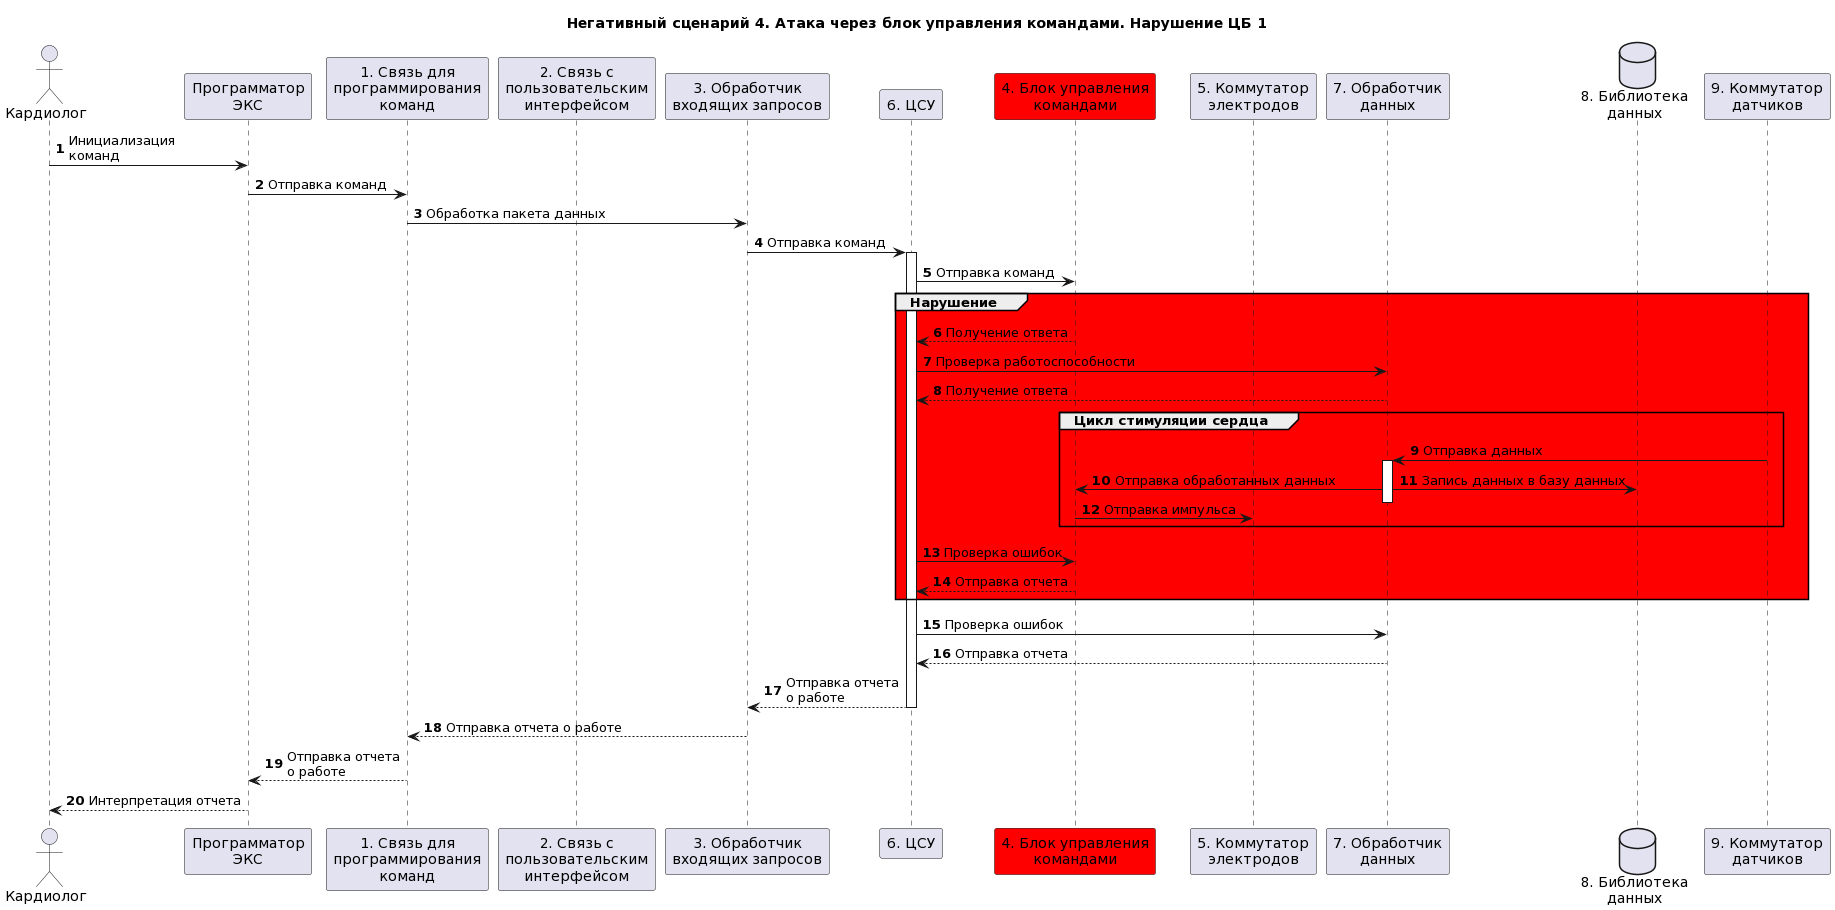 Негативный сценарий 4. Атака через блок управления командами. Нарушение ЦБ 1
Кардиолог
Программатор
ЭКС
1. Связь для
программирования
команд
2. Связь с
пользовательским
интерфейсом
3. Обработчик
входящих запросов
6. ЦСУ
4. Блок управления
командами
5. Коммутатор
электродов
7. Обработчик
данных
8. Библиотека
данных
9. Коммутатор
датчиков
1 Инициализация
команд
2 Отправка команд
3 Обработка пакета данных
4 Отправка команд
5 Отправка команд
Нарушение
6 Получение ответа
7 Проверка работоспособности
8 Получение ответа
Цикл стимуляции сердца
9 Отправка данных
10 Отправка обработанных данных
11 Запись данных в базу данных
12 Отправка импульса
13 Проверка ошибок
14 Отправка отчета
15 Проверка ошибок
16 Отправка отчета
17 Отправка отчета
о работе
18 Отправка отчета о работе
19 Отправка отчета
о работе
20 Интерпретация отчета
Кардиолог
Программатор
ЭКС
1. Связь для
программирования
команд
2. Связь с
пользовательским
интерфейсом
3. Обработчик
входящих запросов
6. ЦСУ
4. Блок управления
командами
5. Коммутатор
электродов
7. Обработчик
данных
8. Библиотека
данных
9. Коммутатор
датчиков